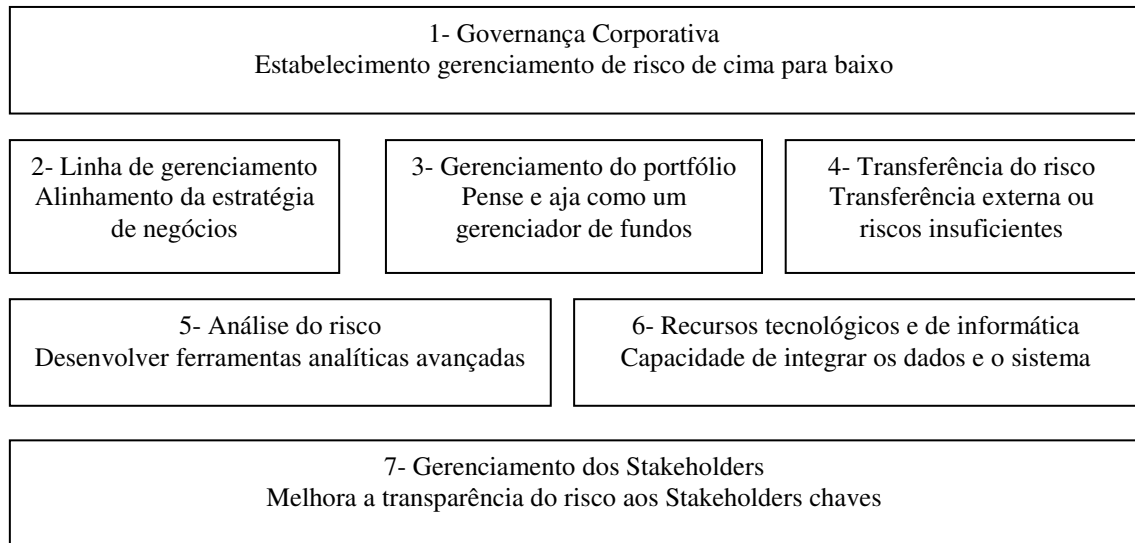 1- Governança Corporativa
Estabelecimento gerenciamento de risco de cima para baixo
2- Linha de gerenciamento
Alinhamento da estratégia
de negócios
3- Gerenciamento do portfólio
Pense e aja como um
gerenciador de fundos
4- Transferência do risco
Transferência externa ou
riscos insuficientes
5- Análise do risco
Desenvolver ferramentas analíticas avançadas
6- Recursos tecnológicos e de informática
Capacidade de integrar os dados e o sistema
7- Gerenciamento dos Stakeholders
Melhora a transparência do risco aos Stakeholders chaves